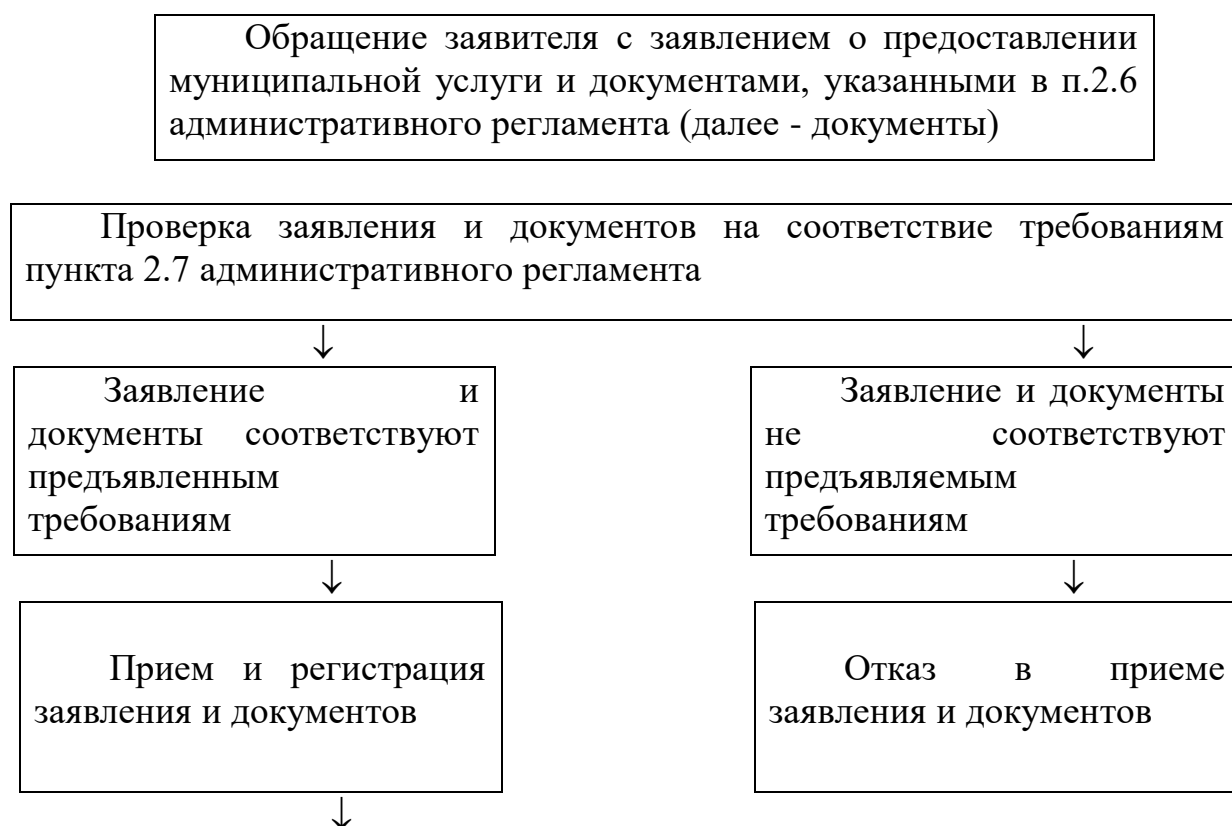 Обращение заявителя с заявлением о предоставлении
муниципальной услуги и документами, указанными в п.2.6
административного регламента (далее - документы)
Проверка заявления и документов на соответствие требованиям
пункта 2.7 административного регламента
↓ ↓
Заявление и
документы соответствуют
предъявленным
требованиям
Заявление и документы
не соответствуют
предъявляемым
требованиям
↓ ↓
Прием и регистрация
заявления и документов
Отказ в приеме
заявления и документов
↓